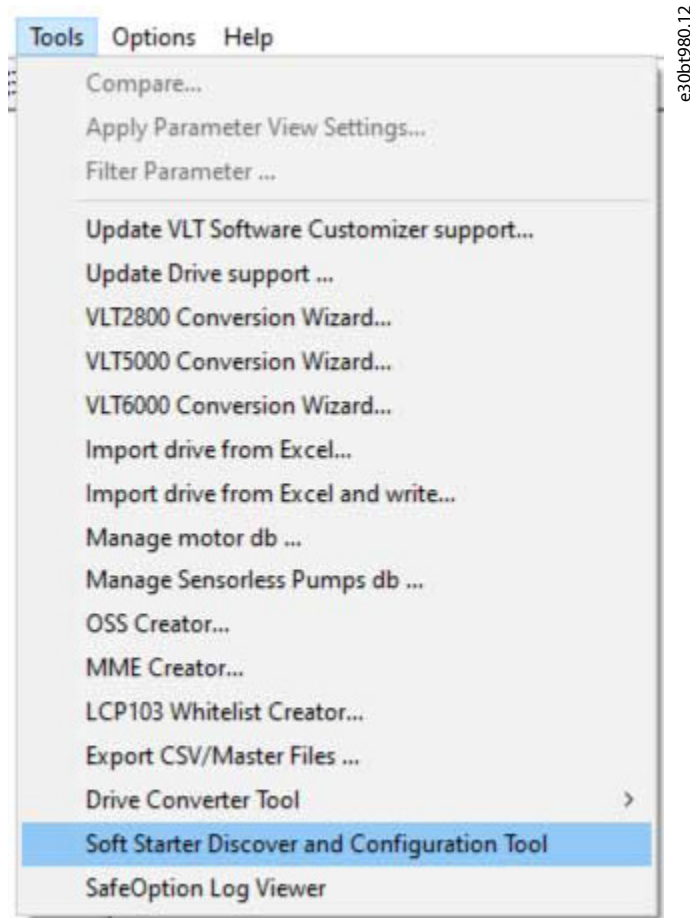 Tools Options Help
e30bt980.12
Compare...
Apply Parameter View Settings...
Filter Parameter ...
Update VLT Software Customizer support...
Update Drive support ...
VLT2800 Conversion Wizard...
VLT5000 Conversion Wizard...
VLT6000 Conversion Wizard...
Import drive from Excel...
Import drive from Excel and write...
Manage motor db ...
Manage Sensorless Pumps db ...
OSS Creator...
MME Creator...
LCP103 Whitelist Creator...
Export CSV/Master Files ...
Drive Converter Tool
Soft Starter Discover and Configuration Tool
SafeOption Log Viewer